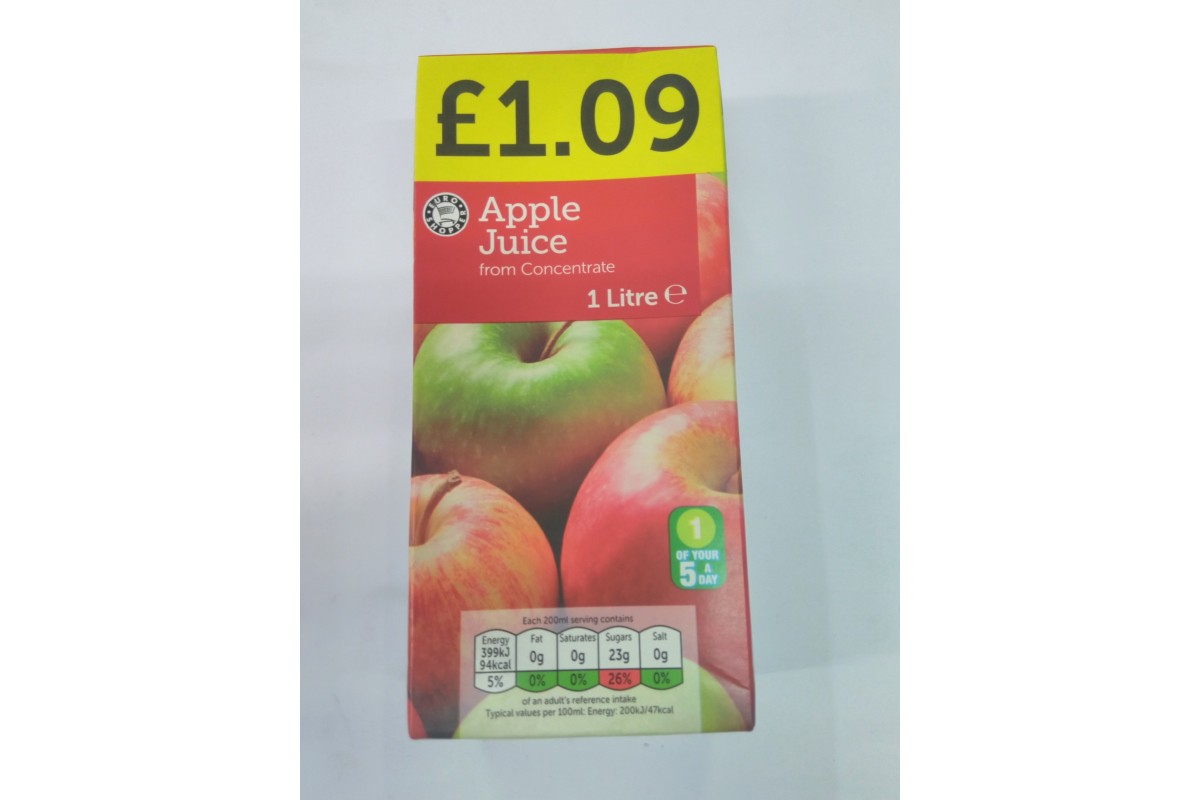 £1.09
EURO SHOPPER
Apple
Juice
from Concentrate
1 Litre ℮
1
OF YOUR
5 A
DAY
Each 200ml serving contains
Energy Fat Saturates Sugars Salt
399kJ
94kcal 0g 0g 23g 0g
5% 0% 0% 26% 0%
of an adult's reference intake
Typical values per 100ml: Energy: 200kJ/47kcal